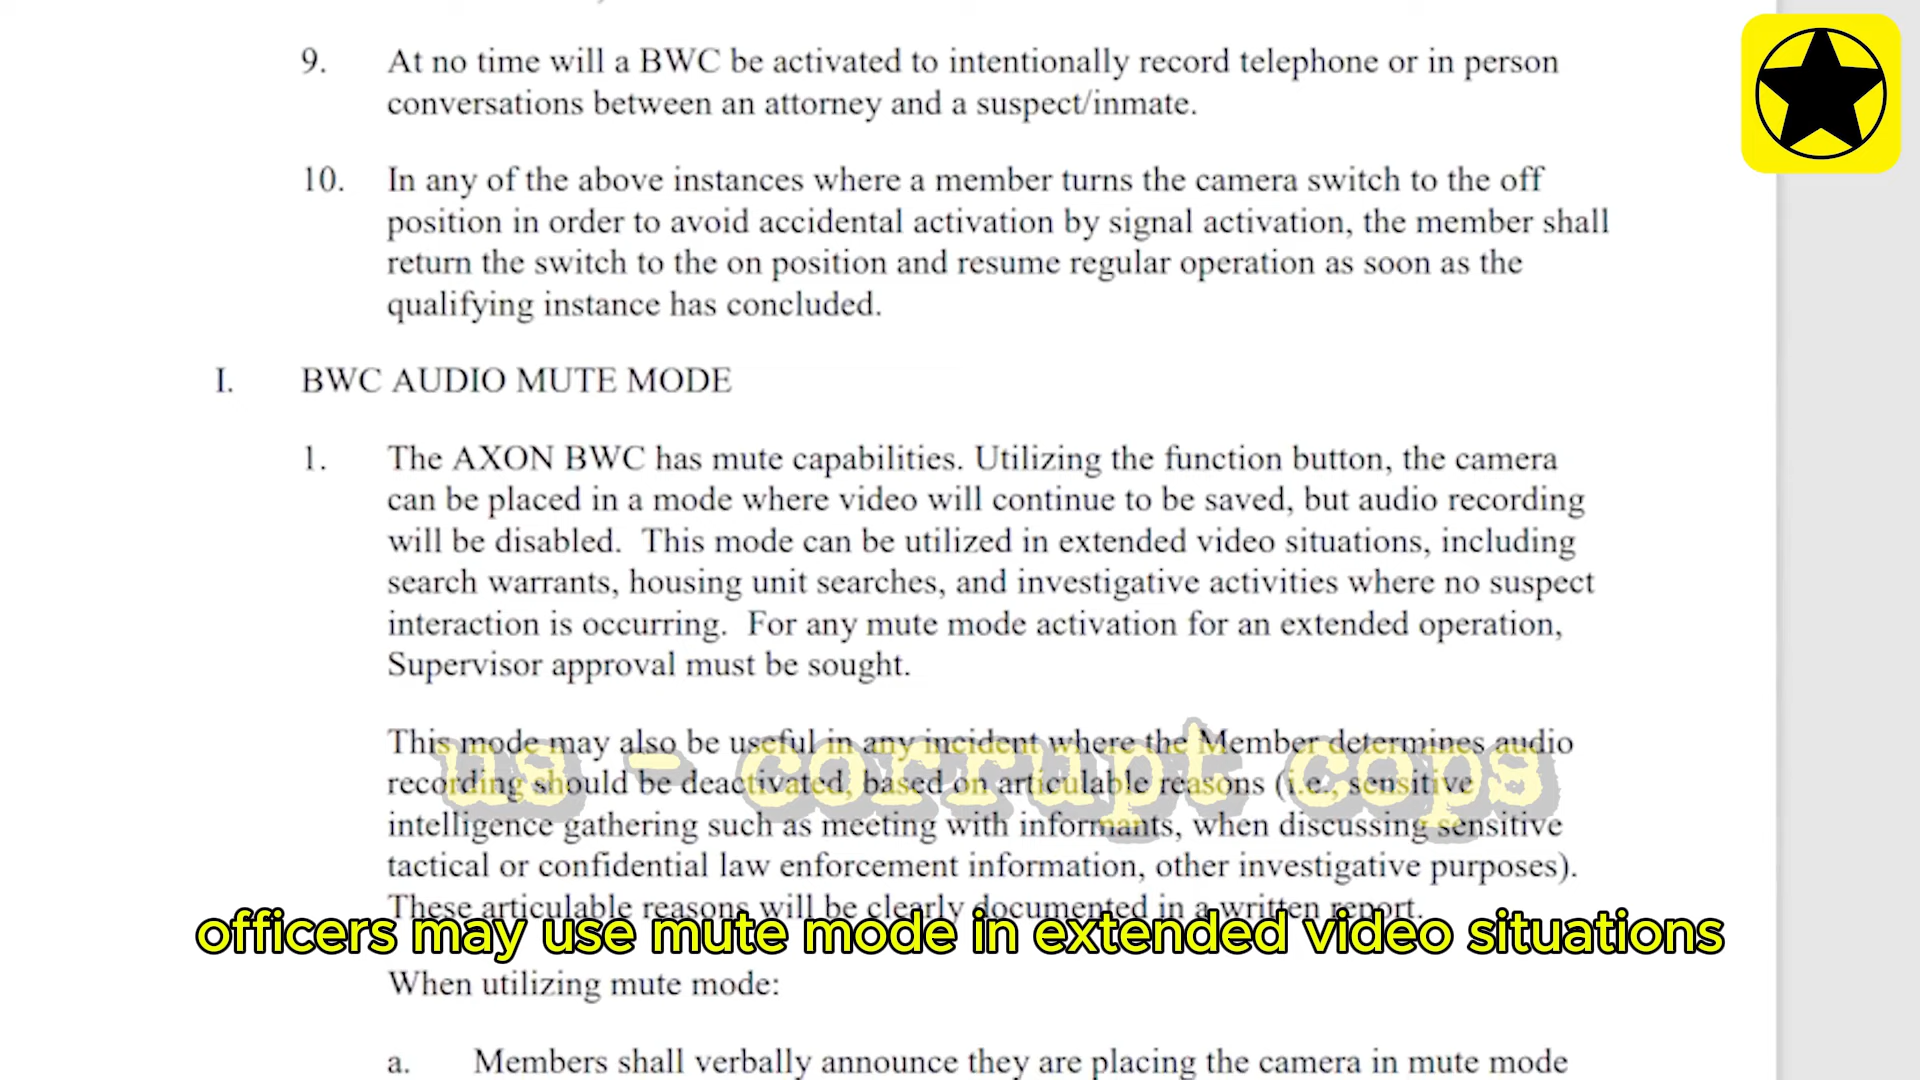 9. At no time will a BWC be activated to intentionally record telephone or in person
conversations between an attorney and a suspect/inmate.
10. In any of the above instances where a member turns the camera switch to the off
position in order to avoid accidental activation by signal activation, the member shall
return the switch to the on position and resume regular operation as soon as the
qualifying instance has concluded.
I. BWC AUDIO MUTE MODE
1. The AXON BWC has mute capabilities. Utilizing the function button, the camera
can be placed in a mode where video will continue to be saved, but audio recording
will be disabled. This mode can be utilized in extended video situations, including
search warrants, housing unit searches, and investigative activities where no suspect
interaction is occurring. For any mute mode activation for an extended operation,
Supervisor approval must be sought.
This mode may also be useful in any incident where the Member determines audio
us - corrupt cops
recording should be deactivated, based on articulable reasons (i.e., sensitive
intelligence gathering such as meeting with informants, when discussing sensitive
tactical or confidential law enforcement information, other investigative purposes).
These articulable reasons will be clearly documented in a written report.
officers may use mute mode in extended video situations
When utilizing mute mode:
a. Members shall verbally announce they are placing the camera in mute mode